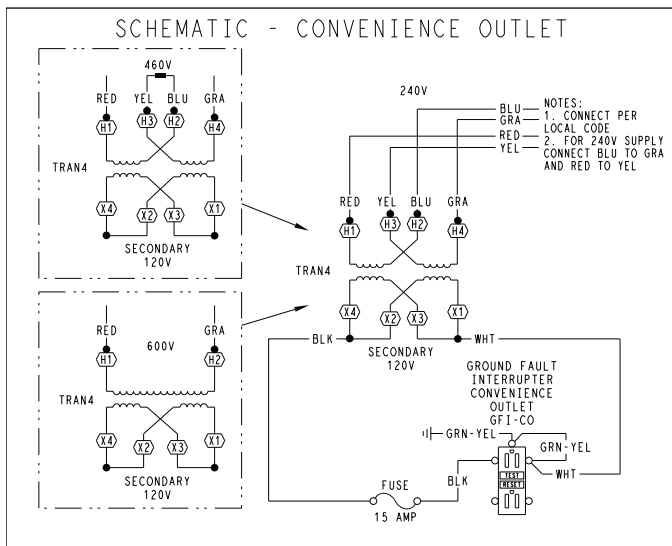 SCHEMATIC - CONVENIENCE OUTLET
460V
RED YEL BLU GRA
H1 H3 H2 H4
TRAN4
X4 X2 X3 X1
SECONDARY
120V
RED GRA
600V
H1 H2
TRAN4
X4 X2 X3 X1
SECONDARY
120V
240V
BLU
GRA
RED
YEL
NOTES:
1. CONNECT PER
LOCAL CODE
2. FOR 240V SUPPLY
CONNECT BLU TO GRA
AND RED TO YEL
RED YEL BLU GRA
H1 H3 H2 H4
TRAN4
X4 X2 X3 X1
BLK WHT
SECONDARY
120V
GROUND FAULT
INTERRUPTER
CONVENIENCE
OUTLET
GFI-CO
GRN-YEL
GRN-YEL
TEST
RESET
WHT
BLK
FUSE
15 AMP